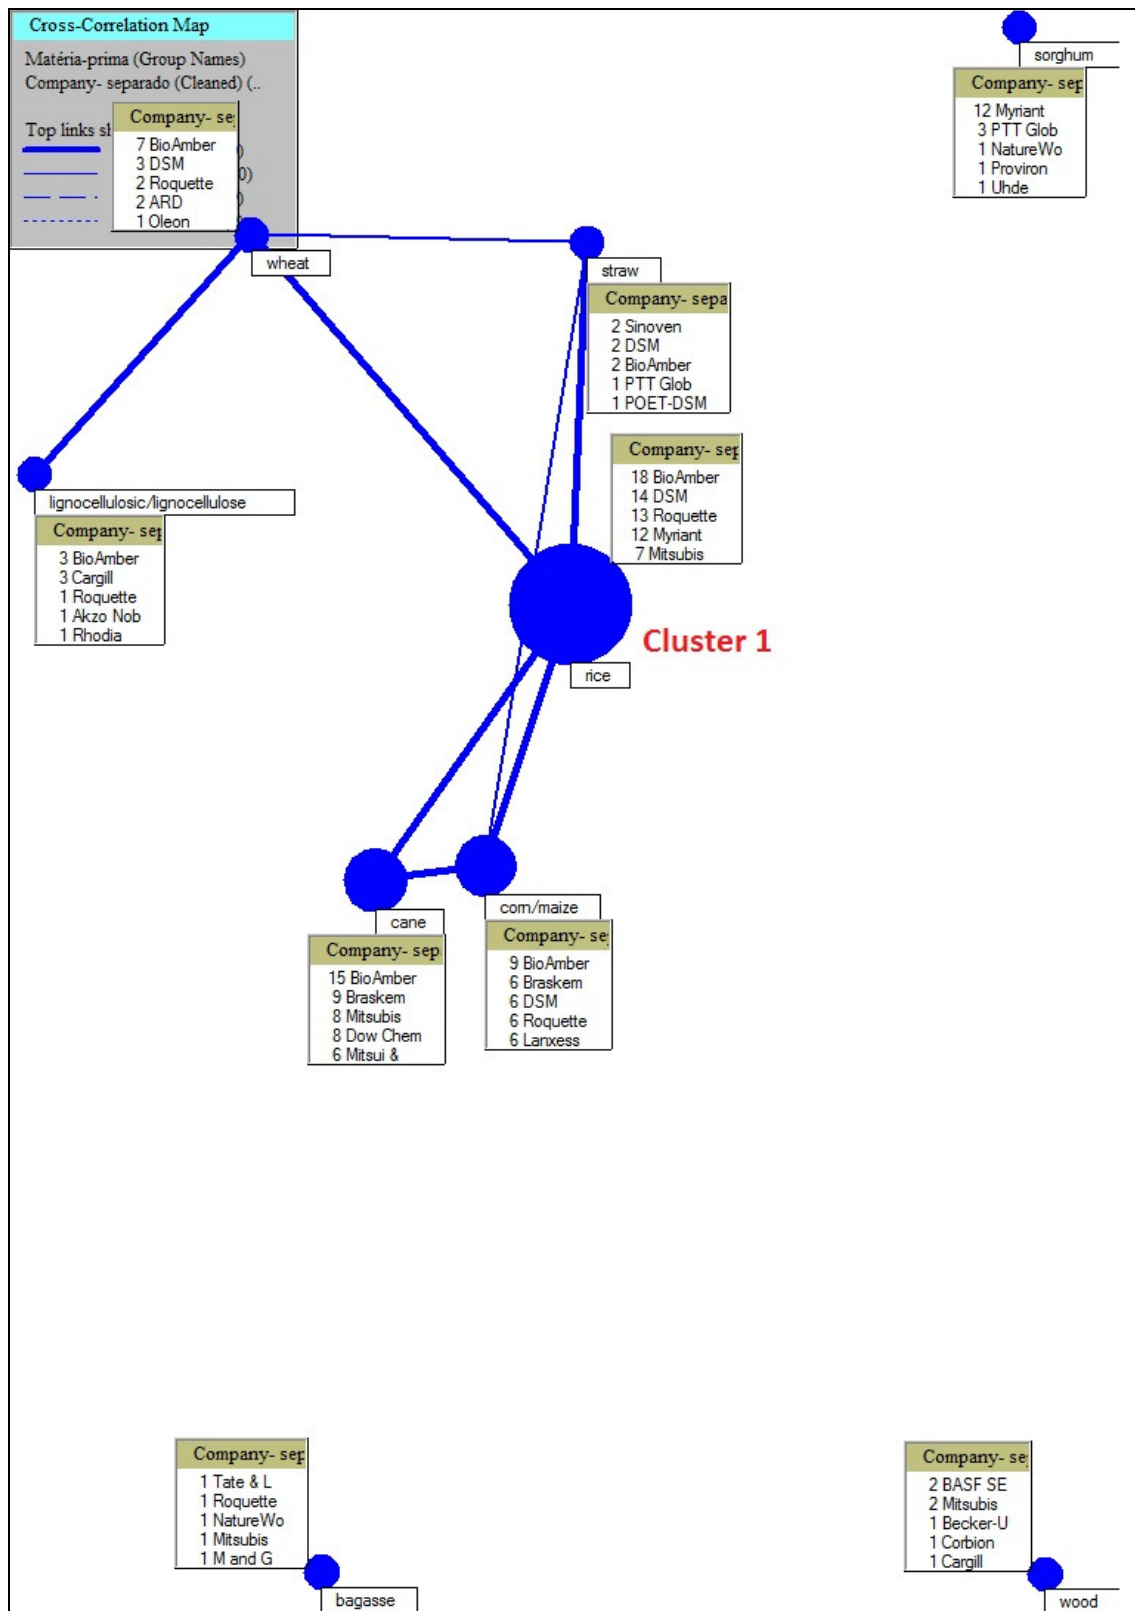 Cross-Correlation Map
Matéria-prima (Group Names)
Company- separado (Cleaned) (..
Top links sh
0)
Company- se
7 BioAmber
3 DSM
2 Roquette
2 ARD
1 Oleon
wheat
sorghum
Company- sepa
12 Myriant
3 PTT Glob
1 NatureWo
1 Proviron
1 Uhde
straw
Company- sepa
2 Sinoven
2 DSM
2 BioAmber
1 PTT Glob
1 POET-DSM
lignocellulosic/lignocellulose
Company- sep
3 BioAmber
3 Cargill
1 Roquette
1 Akzo Nob
1 Rhodia
Company- sep
18 BioAmber
14 DSM
13 Roquette
12 Myriant
7 Mitsubis
Cluster 1
rice
cane
Company- sep
15 BioAmber
9 Braskem
8 Mitsubis
8 Dow Chem
6 Mitsui &
corn/maize
Company- se
9 BioAmber
6 Braskem
6 DSM
6 Roquette
6 Lanxess
Company- sep
1 Tate & L
1 Roquette
1 NatureWo
1 Mitsubis
1 M and G
bagasse
Company- se
2 BASF SE
2 Mitsubis
1 Becker-U
1 Corbion
1 Cargill
wood